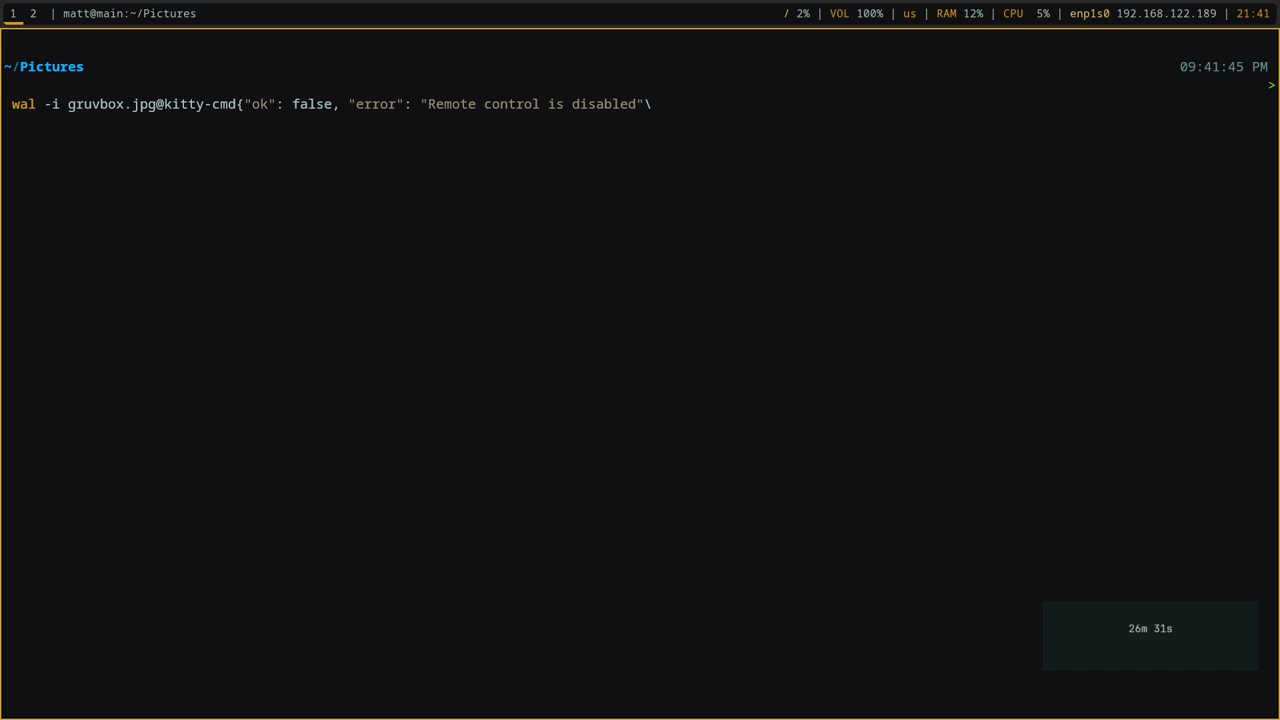 1 2 | matt@main:~/Pictures / 2% | VOL 100% | us | RAM 12% | CPU 5% | enp1s0 192.168.122.189 | 21:41
~/Pictures 09:41:45 PM
>
wal -i gruvbox.jpg@kitty-cmd{"ok": false, "error": "Remote control is disabled"\
26m 31s